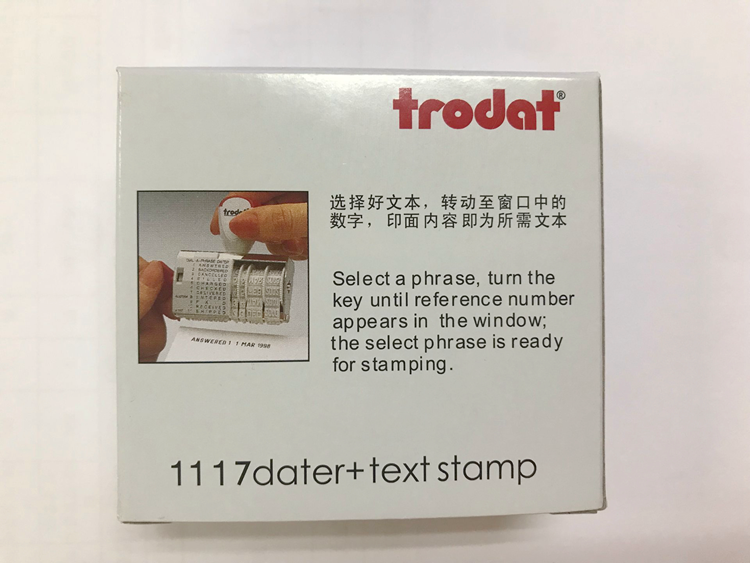 trodat®
选择好文本，转动至窗口中的
数字，印面内容即为所需文本
trodat
ANSWERED 11 MAR 1998
Select a phrase, turn the
key until reference number
appears in the window;
the select phrase is ready
for stamping.
1117dater+text stamp